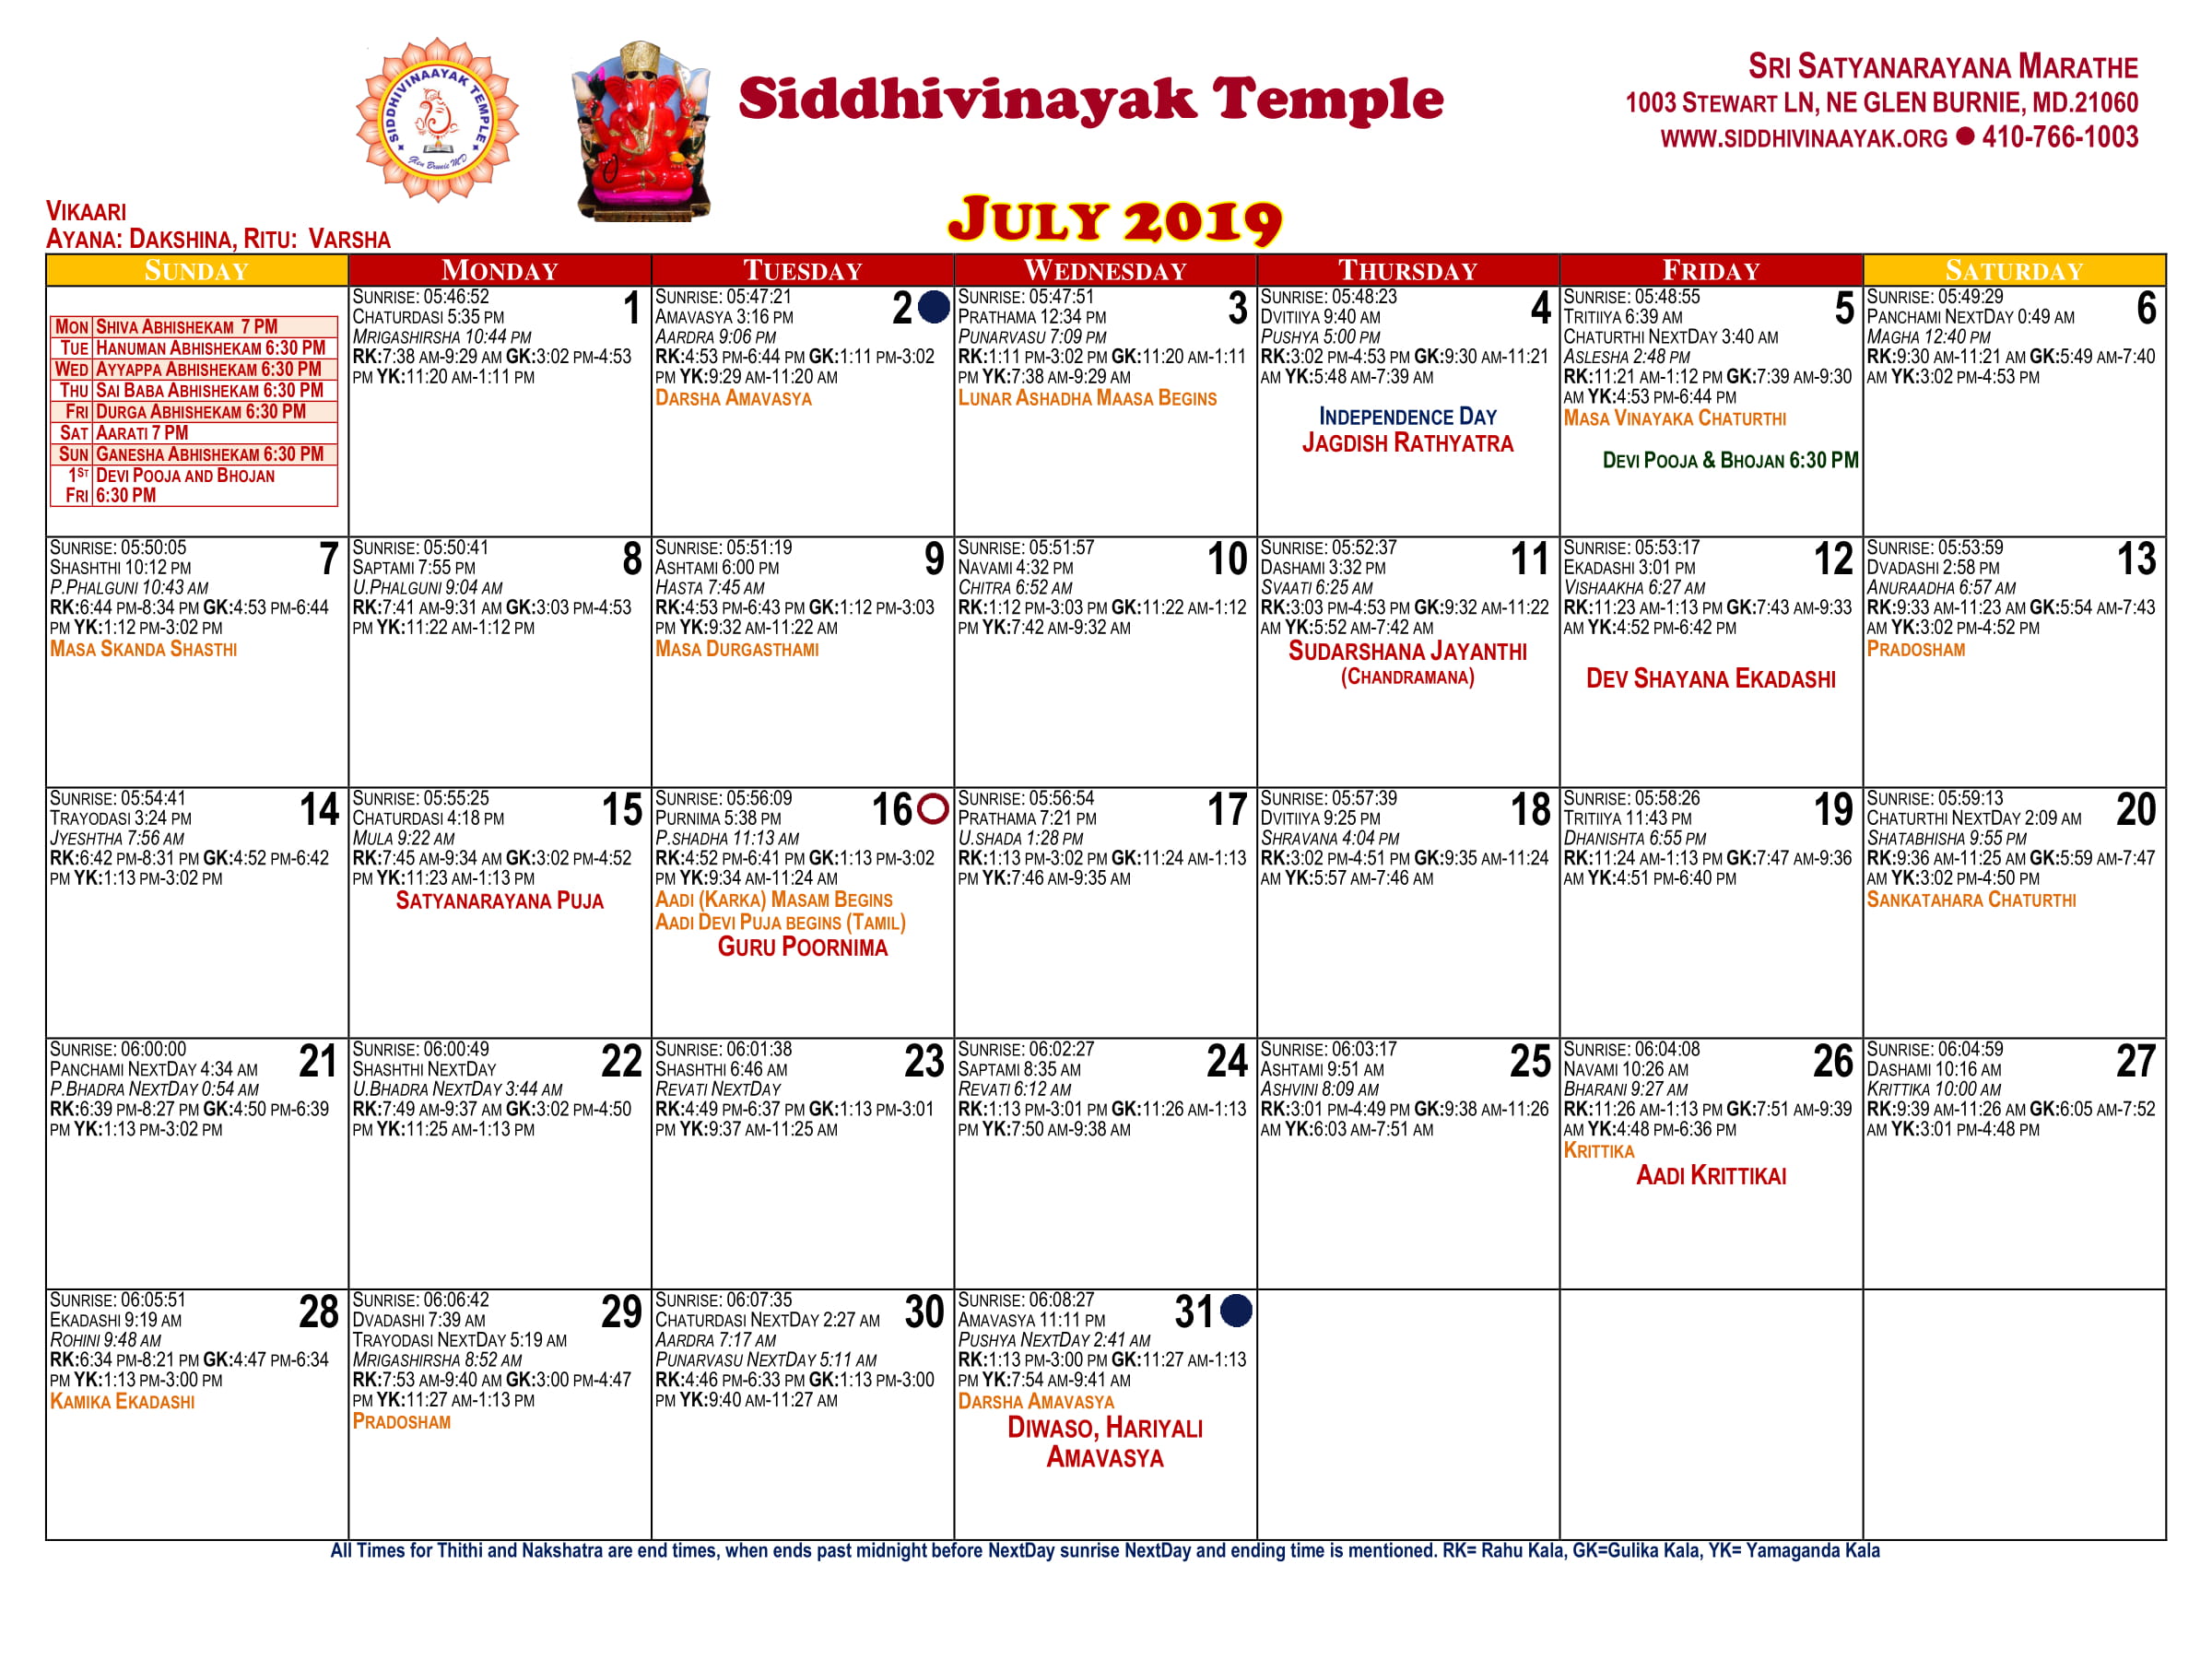 SIDDHIVINAAYAK TEMPLE
Glen Burnie MD
Siddhivinayak Temple
SRI SATYANARAYANA MARATHE
1003 STEWART LN, NE GLEN BURNIE, MD.21060
WWW.SIDDHIVINAAYAK.ORG ● 410-766-1003
VIKAARI
AYANA: DAKSHINA, RITU: VARSHA
JULY 2019
SUNDAY MONDAY TUESDAY WEDNESDAY THURSDAY FRIDAY SATURDAY
MON SHIVA ABHISHEKAM 7 PM
TUE HANUMAN ABHISHEKAM 6:30 PM
WED AYYAPPA ABHISHEKAM 6:30 PM
THU SAI BABA ABHISHEKAM 6:30 PM
FRI DURGA ABHISHEKAM 6:30 PM
SAT AARATI 7 PM
SUN GANESHA ABHISHEKAM 6:30 PM
1ST DEVI POOJA AND BHOJAN
FRI 6:30 PM
SUNRISE: 05:46:52 1
CHATURDASI 5:35 PM
MRIGASHIRSHA 10:44 PM
RK:7:38 AM-9:29 AM GK:3:02 PM-4:53
PM YK:11:20 AM-1:11 PM
SUNRISE: 05:47:21 2
AMAVASYA 3:16 PM
AARDRA 9:06 PM
RK:4:53 PM-6:44 PM GK:1:11 PM-3:02
PM YK:9:29 AM-11:20 AM
DARSHA AMAVASYA
SUNRISE: 05:47:51 3
PRATHAMA 12:34 PM
PUNARVASU 7:09 PM
RK:1:11 PM-3:02 PM GK:11:20 AM-1:11
PM YK:7:38 AM-9:29 AM
LUNAR ASHADHA MAASA BEGINS
SUNRISE: 05:48:23 4
DVITIIYA 9:40 AM
PUSHYA 5:00 PM
RK:3:02 PM-4:53 PM GK:9:30 AM-11:21
AM YK:5:48 AM-7:39 AM
INDEPENDENCE DAY
JAGDISH RATHYATRA
SUNRISE: 05:48:55 5
TRITIIYA 6:39 AM
CHATURTHI NEXTDAY 3:40 AM
ASLESHA 2:48 PM
RK:11:21 AM-1:12 PM GK:7:39 AM-9:30
AM YK:4:53 PM-6:44 PM
MASA VINAYAKA CHATURTHI
DEVI POOJA & BHOJAN 6:30 PM
SUNRISE: 05:49:29 6
PANCHAMI NEXTDAY 0:49 AM
MAGHA 12:40 PM
RK:9:30 AM-11:21 AM GK:5:49 AM-7:40
AM YK:3:02 PM-4:53 PM
SUNRISE: 05:50:05 7
SHASHTHI 10:12 PM
P.PHALGUNI 10:43 AM
RK:6:44 PM-8:34 PM GK:4:53 PM-6:44
PM YK:1:12 PM-3:02 PM
MASA SKANDA SHASTHI
SUNRISE: 05:50:41 8
SAPTAMI 7:55 PM
U.PHALGUNI 9:04 AM
RK:7:41 AM-9:31 AM GK:3:03 PM-4:53
PM YK:11:22 AM-1:12 PM
SUNRISE: 05:51:19 9
ASHTAMI 6:00 PM
HASTA 7:45 AM
RK:4:53 PM-6:43 PM GK:1:12 PM-3:03
PM YK:9:32 AM-11:22 AM
MASA DURGASTHAMI
SUNRISE: 05:51:57 10
NAVAMI 4:32 PM
CHITRA 6:52 AM
RK:1:12 PM-3:03 PM GK:11:22 AM-1:12
PM YK:7:42 AM-9:32 AM
SUNRISE: 05:52:37 11
DASHAMI 3:32 PM
SVAATI 6:25 AM
RK:3:03 PM-4:53 PM GK:9:32 AM-11:22
AM YK:5:52 AM-7:42 AM
SUDARSHANA JAYANTHI
(CHANDRAMANA)
SUNRISE: 05:53:17 12
EKADASHI 3:01 PM
VISHAAKHA 6:27 AM
RK:11:23 AM-1:13 PM GK:7:43 AM-9:33
AM YK:4:52 PM-6:42 PM
DEV SHAYANA EKADASHI
SUNRISE: 05:53:59 13
DVADASHI 2:58 PM
ANURAADHA 6:57 AM
RK:9:33 AM-11:23 AM GK:5:54 AM-7:43
AM YK:3:02 PM-4:52 PM
PRADOSHAM
SUNRISE: 05:54:41 14
TRAYODASI 3:24 PM
JYESHTHA 7:56 AM
RK:6:42 PM-8:31 PM GK:4:52 PM-6:42
PM YK:1:13 PM-3:02 PM
SUNRISE: 05:55:25 15
CHATURDASI 4:18 PM
MULA 9:22 AM
RK:7:45 AM-9:34 AM GK:3:02 PM-4:52
PM YK:11:23 AM-1:13 PM
SATYANARAYANA PUJA
SUNRISE: 05:56:09 16
PURNIMA 5:38 PM
P.SHADHA 11:13 AM
RK:4:52 PM-6:41 PM GK:1:13 PM-3:02
PM YK:9:34 AM-11:24 AM
AADI (KARKA) MASAM BEGINS
AADI DEVI PUJA BEGINS (TAMIL)
GURU POORNIMA
SUNRISE: 05:56:54 17
PRATHAMA 7:21 PM
U.SHADA 1:28 PM
RK:1:13 PM-3:02 PM GK:11:24 AM-1:13
PM YK:7:46 AM-9:35 AM
SUNRISE: 05:57:39 18
DVITIIYA 9:25 PM
SHRAVANA 4:04 PM
RK:3:02 PM-4:51 PM GK:9:35 AM-11:24
AM YK:5:57 AM-7:46 AM
SUNRISE: 05:58:26 19
TRITIIYA 11:43 PM
DHANISHTA 6:55 PM
RK:11:24 AM-1:13 PM GK:7:47 AM-9:36
AM YK:4:51 PM-6:40 PM
SUNRISE: 05:59:13 20
CHATURTHI NEXTDAY 2:09 AM
SHATABHISHA 9:55 PM
RK:9:36 AM-11:25 AM GK:5:59 AM-7:47
AM YK:3:02 PM-4:50 PM
SANKATAHARA CHATURTHI
SUNRISE: 06:00:00 21
PANCHAMI NEXTDAY 4:34 AM
P.BHADRA NEXTDAY 0:54 AM
RK:6:39 PM-8:27 PM GK:4:50 PM-6:39
PM YK:1:13 PM-3:02 PM
SUNRISE: 06:00:49 22
SHASHTHI NEXTDAY
U.BHADRA NEXTDAY 3:44 AM
RK:7:49 AM-9:37 AM GK:3:02 PM-4:50
PM YK:11:25 AM-1:13 PM
SUNRISE: 06:01:38 23
SHASHTHI 6:46 AM
REVATI NEXTDAY
RK:4:49 PM-6:37 PM GK:1:13 PM-3:01
PM YK:9:37 AM-11:25 AM
SUNRISE: 06:02:27 24
SAPTAMI 8:35 AM
REVATI 6:12 AM
RK:1:13 PM-3:01 PM GK:11:26 AM-1:13
PM YK:7:50 AM-9:38 AM
SUNRISE: 06:03:17 25
ASHTAMI 9:51 AM
ASHVINI 8:09 AM
RK:3:01 PM-4:49 PM GK:9:38 AM-11:26
AM YK:6:03 AM-7:51 AM
SUNRISE: 06:04:08 26
NAVAMI 10:26 AM
BHARANI 9:27 AM
RK:11:26 AM-1:13 PM GK:7:51 AM-9:39
AM YK:4:48 PM-6:36 PM
KRITTIKA
AADI KRITTIKAI
SUNRISE: 06:04:59 27
DASHAMI 10:16 AM
KRITTIKA 10:00 AM
RK:9:39 AM-11:26 AM GK:6:05 AM-7:52
AM YK:3:01 PM-4:48 PM
SUNRISE: 06:05:51 28
EKADASHI 9:19 AM
ROHINI 9:48 AM
RK:6:34 PM-8:21 PM GK:4:47 PM-6:34
PM YK:1:13 PM-3:00 PM
KAMIKA EKADASHI
SUNRISE: 06:06:42 29
DVADASHI 7:39 AM
TRAYODASI NEXTDAY 5:19 AM
MRIGASHIRSHA 8:52 AM
RK:7:53 AM-9:40 AM GK:3:00 PM-4:47
PM YK:11:27 AM-1:13 PM
PRADOSHAM
SUNRISE: 06:07:35 30
CHATURDASI NEXTDAY 2:27 AM
AARDRA 7:17 AM
PUNARVASU NEXTDAY 5:11 AM
RK:4:46 PM-6:33 PM GK:1:13 PM-3:00
PM YK:9:40 AM-11:27 AM
SUNRISE: 06:08:27 31
AMAVASYA 11:11 PM
PUSHYA NEXTDAY 2:41 AM
RK:1:13 PM-3:00 PM GK:11:27 AM-1:13
PM YK:7:54 AM-9:41 AM
DARSHA AMAVASYA
DIWASO, HARIYALI
AMAVASYA
All Times for Thithi and Nakshatra are end times, when ends past midnight before NextDay sunrise NextDay and ending time is mentioned. RK= Rahu Kala, GK=Gulika Kala, YK= Yamaganda Kala